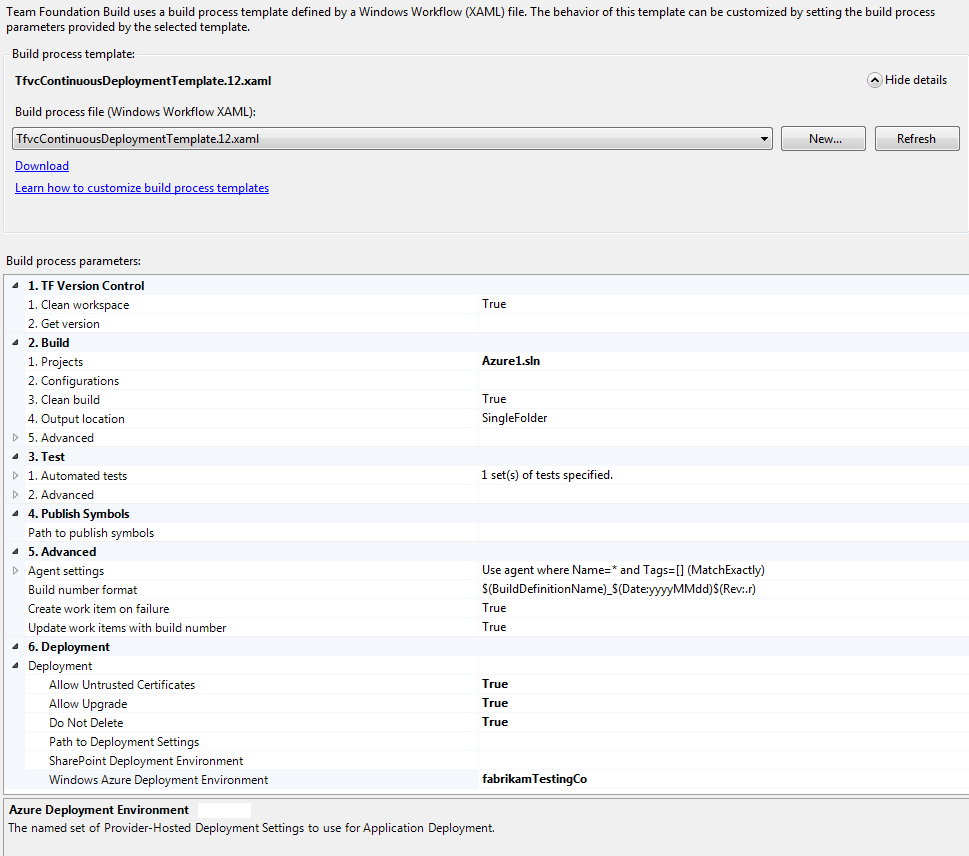 Team Foundation Build uses a build process template defined by a Windows Workflow (XAML) file. The behavior of this template can be customized by setting the build process
parameters provided by the selected template.
Build process template:
TfvcContinuousDeploymentTemplate.12.xaml
Hide details
Build process file (Windows Workflow XAML):
TfvcContinuousDeploymentTemplate.12.xaml
New...
Refresh
Download
Learn how to customize build process templates
Build process parameters:
1. TF Version Control
1. Clean workspace True
2. Get version
2. Build
1. Projects Azure1.sln
2. Configurations
3. Clean build True
4. Output location SingleFolder
5. Advanced
3. Test
1. Automated tests 1 set(s) of tests specified.
2. Advanced
4. Publish Symbols
Path to publish symbols
5. Advanced
Agent settings Use agent where Name=* and Tags=[] (MatchExactly)
Build number format $(BuildDefinitionName)_$(Date:yyyyMMdd)$(Rev:.r)
Create work item on failure True
Update work items with build number True
6. Deployment
Deployment
Allow Untrusted Certificates True
Allow Upgrade True
Do Not Delete True
Path to Deployment Settings
SharePoint Deployment Environment
Windows Azure Deployment Environment fabrikamTestingCo
Azure Deployment Environment
The named set of Provider-Hosted Deployment Settings to use for Application Deployment.